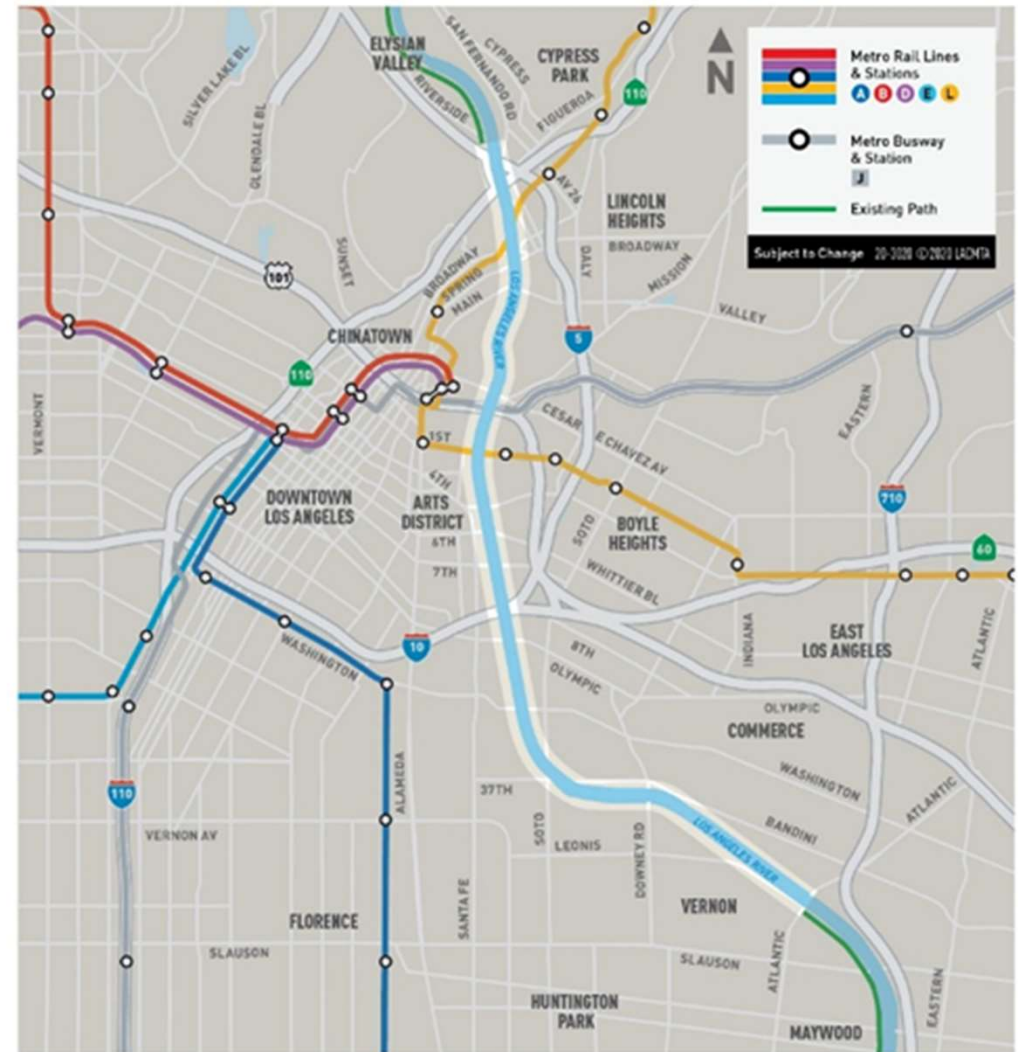 ELYSIAN
VALLEY
SAN FERNANDO RD
CYPRESS
CYPRESS
PARK
SILVER LAKE BL
RIVERSIDE
FIGUEROA
110
GLENDALE BL
N
Metro Rail Lines
& Stations
A B D E L
Metro Busway
& Station
J
Existing Path
Subject to Change 20-3020 ©2020 LACMTA
AV 26
LINCOLN
HEIGHTS
BROADWAY
SUNSET
101
BROADWAY
SPRING
MAIN
DALY
MISSION
LOS ANGELES RIVER
VALLEY
CHINATOWN
5
110
VERMONT
EASTERN
CESAR E CHAVEZ AV
1ST
4TH
DOWNTOWN
LOS ANGELES
ARTS
DISTRICT
6TH
7TH
SOTO
BOYLE
HEIGHTS
710
60
WHITTIER BL
10
WASHINGTON
8TH
OLYMPIC
INDIANA
EAST
LOS ANGELES
ATLANTIC
OLYMPIC
COMMERCE
WASHINGTON
ATLANTIC
110
ALAMEDA
37TH
VERNON AV
SOTO
LEONIS
DOWNEY RD
LOS ANGELES RIVER
BANDINI
VERNON
FLORENCE
SANTA FE
SLAUSON
SLAUSON
ATLANTIC
EASTERN
HUNTINGTON
PARK
MAYWOOD